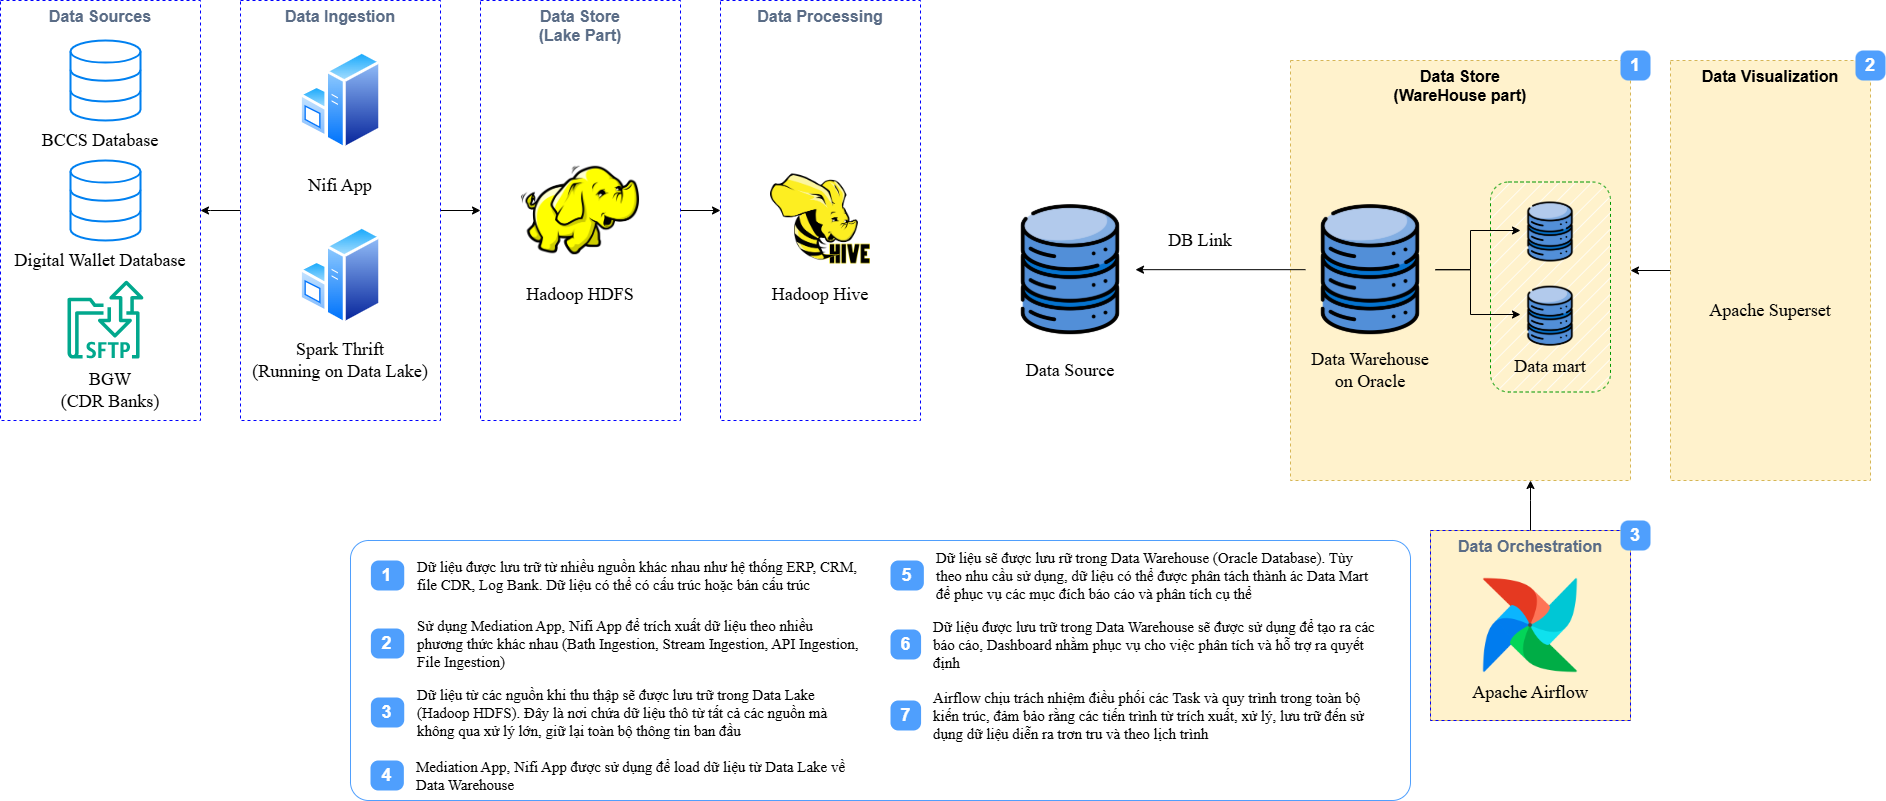 Data Sources
BCCS Database
Digital Wallet Database
SFTP
BGW
(CDR Banks)
Data Ingestion
Nifi App
Spark Thrift
(Running on Data Lake)
Data Store
(Lake Part)
Hadoop HDFS
Data Processing
HIVE
Hadoop Hive
DB Link
Data Source
1
Data Store
(WareHouse part)
Data Warehouse
on Oracle
Data mart
2
Data Visualization
Apache Superset
3
Data Orchestration
Apache Airflow
1
Dữ liệu được lưu trữ từ nhiều nguồn khác nhau như hệ thống ERP, CRM,
file CDR, Log Bank. Dữ liệu có thể có cấu trúc hoặc bán cấu trúc
2
Sử dụng Mediation App, Nifi App để trích xuất dữ liệu theo nhiều
phương thức khác nhau (Bath Ingestion, Stream Ingestion, API Ingestion,
File Ingestion)
3
Dữ liệu từ các nguồn khi thu thập sẽ được lưu trữ trong Data Lake
(Hadoop HDFS). Đây là nơi chứa dữ liệu thô từ tất cả các nguồn mà
không qua xử lý lớn, giữ lại toàn bộ thông tin ban đầu
4
Mediation App, Nifi App được sử dụng để load dữ liệu từ Data Lake về
Data Warehouse
5
Dữ liệu sẽ được lưu rữ trong Data Warehouse (Oracle Database). Tùy
theo nhu cầu sử dụng, dữ liệu có thể được phân tách thành ác Data Mart
để phục vụ các mục đích báo cáo và phân tích cụ thể
6
Dữ liệu được lưu trữ trong Data Warehouse sẽ được sử dụng để tạo ra các
báo cáo, Dashboard nhằm phục vụ cho việc phân tích và hỗ trợ ra quyết
định
7
Airflow chịu trách nhiệm điều phối các Task và quy trình trong toàn bộ
kiến trúc, đảm bảo rằng các tiến trình từ trích xuất, xử lý, lưu trữ đến sử
dụng dữ liệu diễn ra trơn tru và theo lịch trình